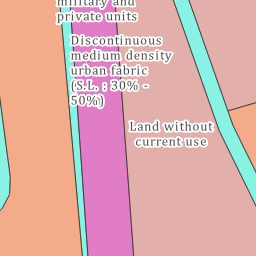 military and
private units
Discontinuous
medium density
urban fabric
(S.L. : 30% -
50%)
Land without
current use